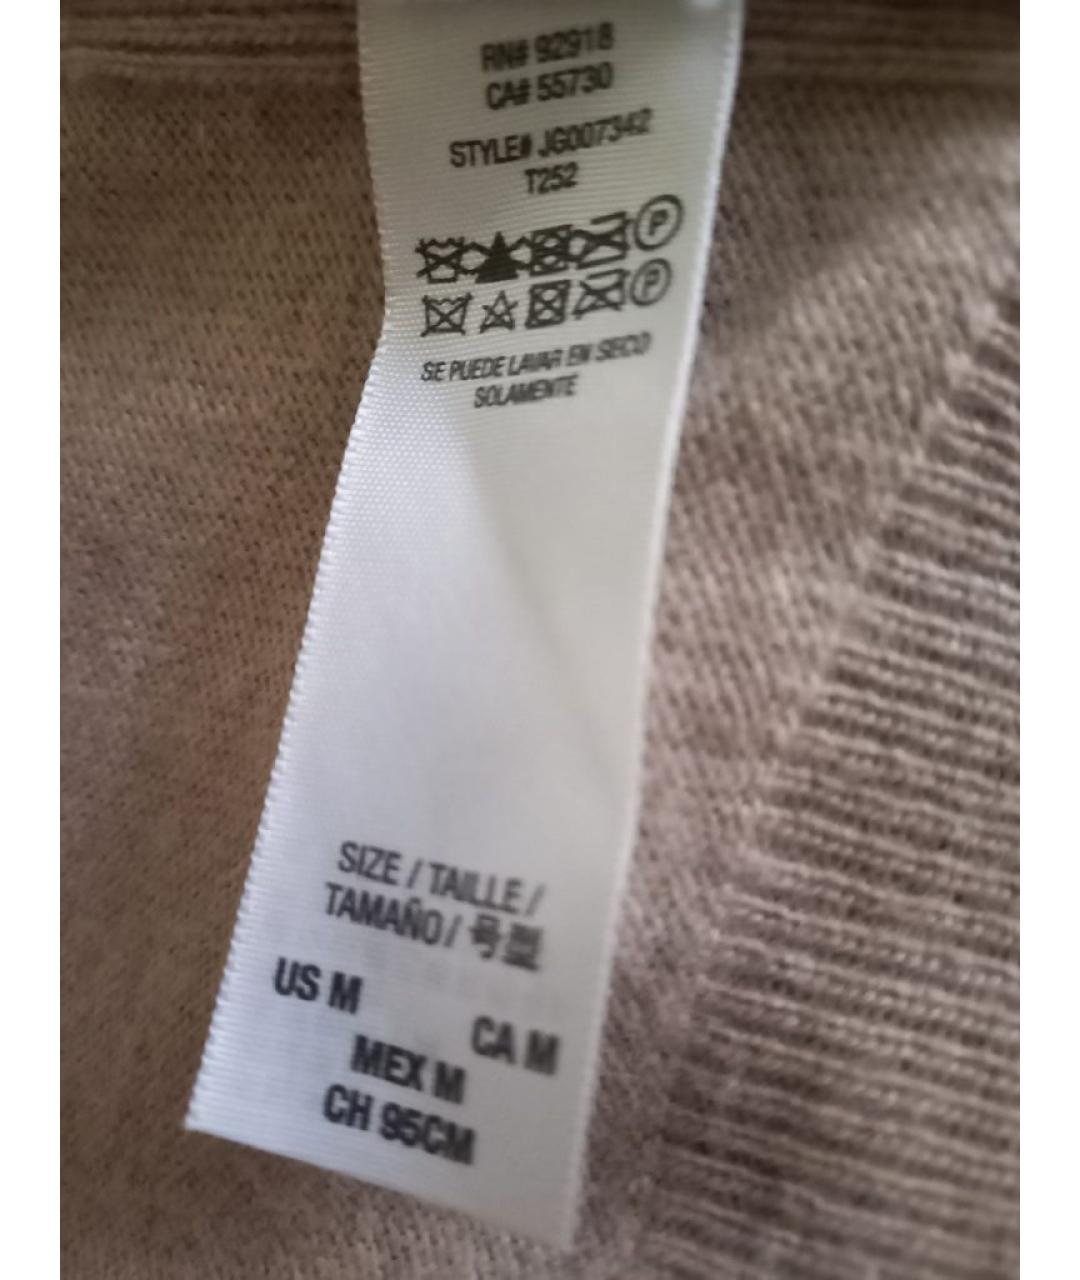 RN# 92918
CA# 55730
STYLE# JG007342
T252
P
P
SE PUEDE LAVAR EN SECO
SOLAMENTE
SIZE / TAILLE /
TAMAÑO / 号型
US M
CA M
MEX M
CH 95CM